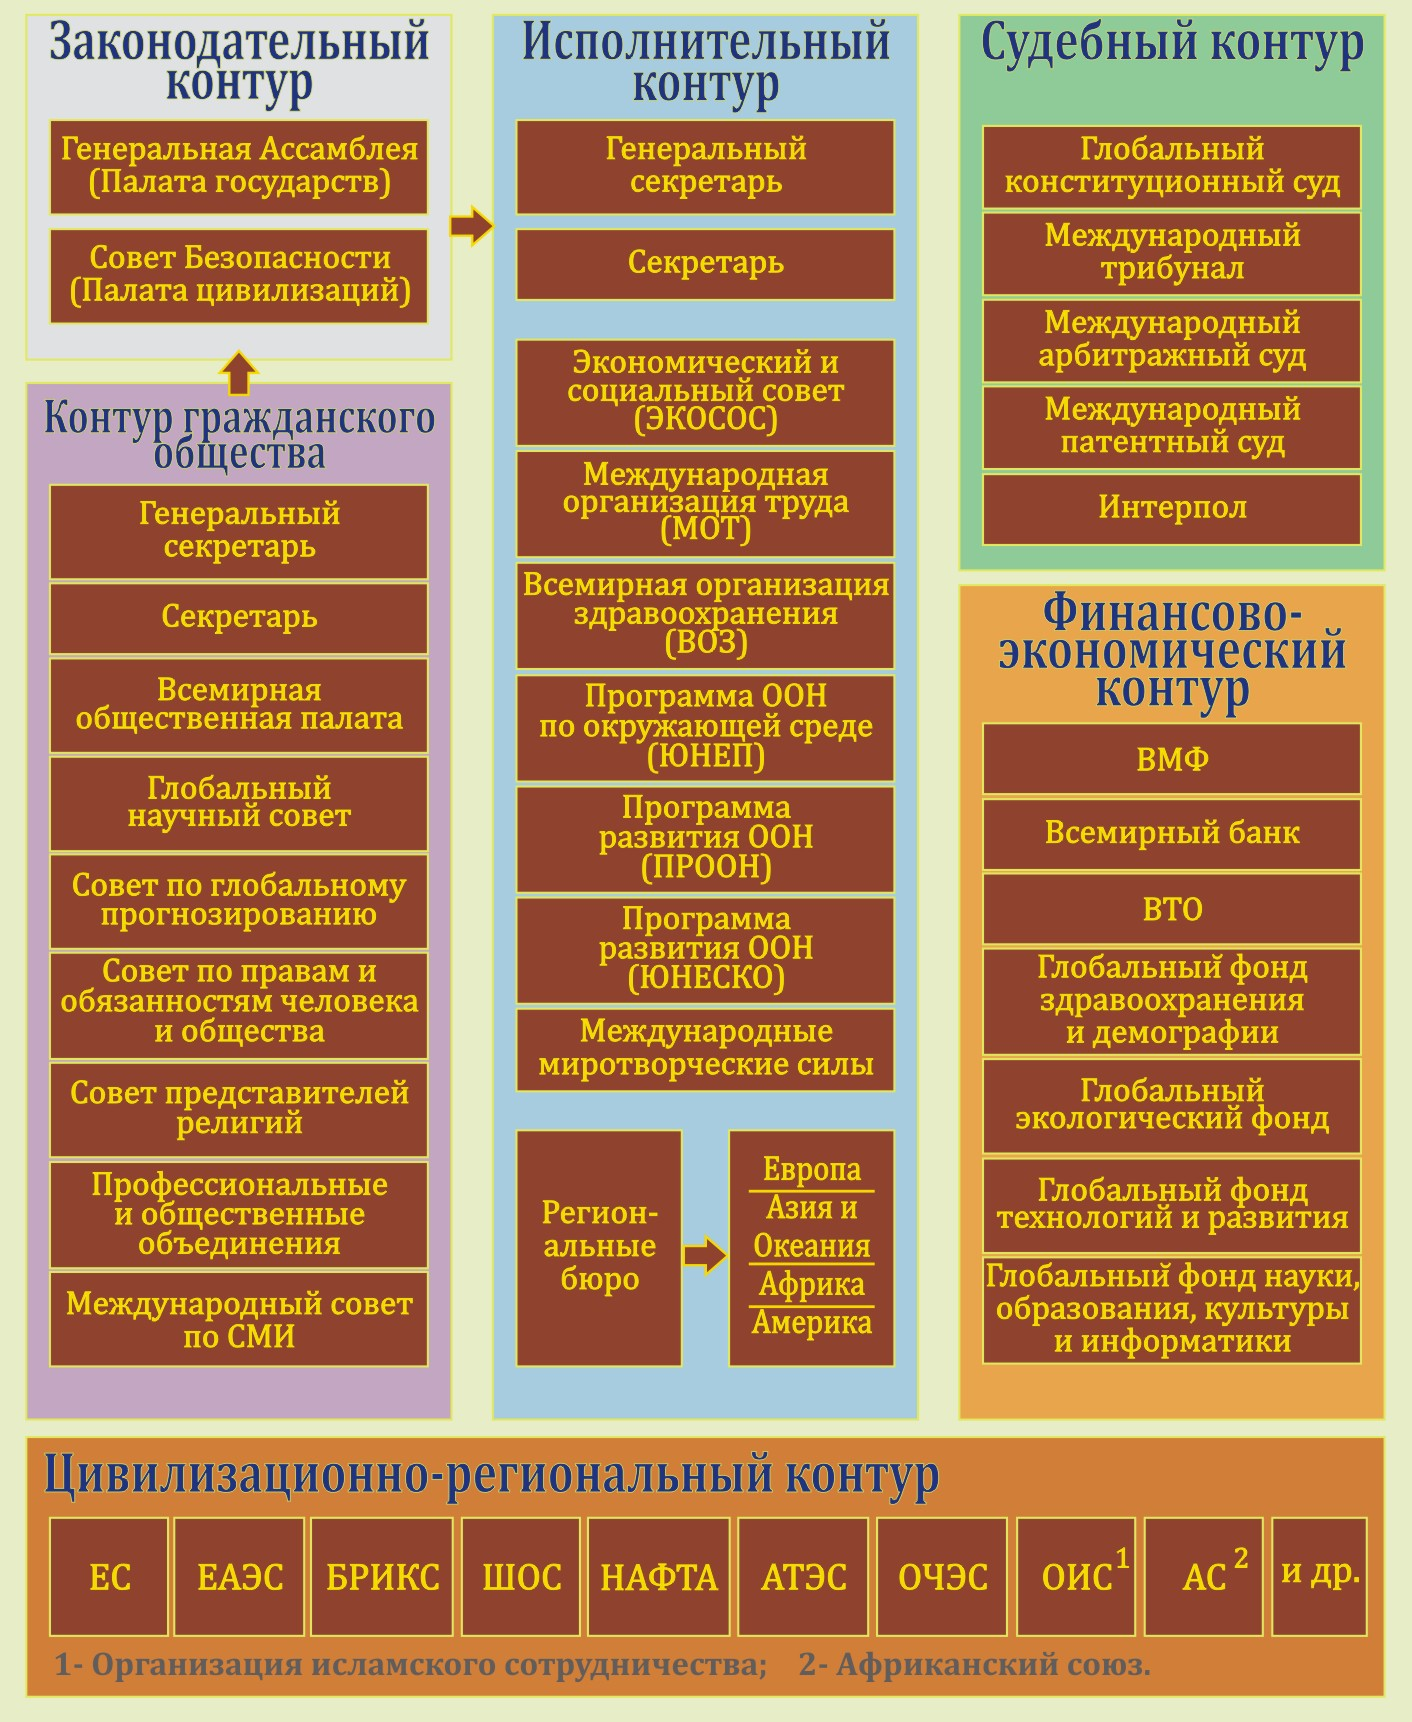 Законодательный
контур
Генеральная Ассамблея
(Палата государств)
Совет Безопасности
(Палата цивилизаций)
Контур гражданского
общества
Генеральный
секретарь
Секретарь
Всемирная
общественная палата
Глобальный
научный совет
Совет по глобальному
прогнозированию
Совет по правам и
обязанностям человека
и общества
Совет представителей
религий
Профессиональные
и общественные
объединения
Международный совет
по СМИ
Исполнительный
контур
Генеральный
секретарь
Секретарь
Экономический и
социальный совет
(ЭКОСОС)
Международная
организация труда
(МОТ)
Всемирная организация
здравоохранения
(ВОЗ)
Программа ООН
по окружающей среде
(ЮНЕП)
Программа
развития ООН
(ПРООН)
Программа
развития ООН
(ЮНЕСКО)
Международные
миротворческие силы
Регион-
альные
бюро
Европа
Азия и
Океания
Африка
Америка
Судебный контур
Глобальный
конституционный суд
Международный
трибунал
Международный
арбитражный суд
Международный
патентный суд
Интерпол
Финансово-
экономический
контур
ВМФ
Всемирный банк
ВТО
Глобальный фонд
здравоохранения
и демографии
Глобальный
экологический фонд
Глобальный фонд
технологий и развития
Глобальный фонд науки,
образования, культуры
и информатики
Цивилизационно-региональный контур
ЕС ЕАЭС БРИКС ШОС НАФТА АТЭС ОЧЭС ОИС1 АС 2 и др.
1- Организация исламского сотрудничества; 2- Африканский союз.